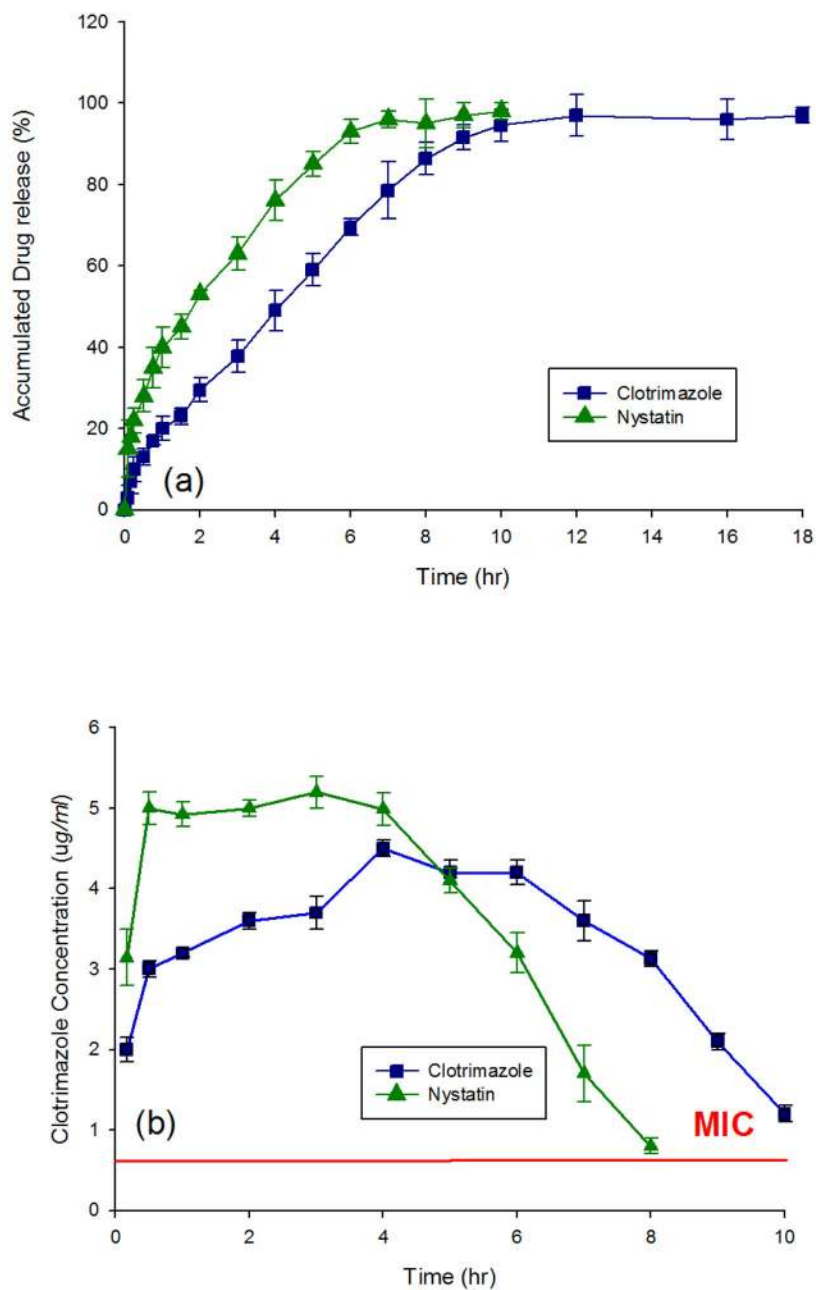 120
100
80
60
40
20
0
Accumulated Drug release (%)
Clotrimazole
Nystatin
(a)
0 2 4 6 8 10 12 14 16 18
Time (hr)
6
5
4
3
2
1
0
Clotrimazole Concentration (ug/ml)
Clotrimazole
Nystatin
(b)
MIC
0 2 4 6 8 10
Time (hr)